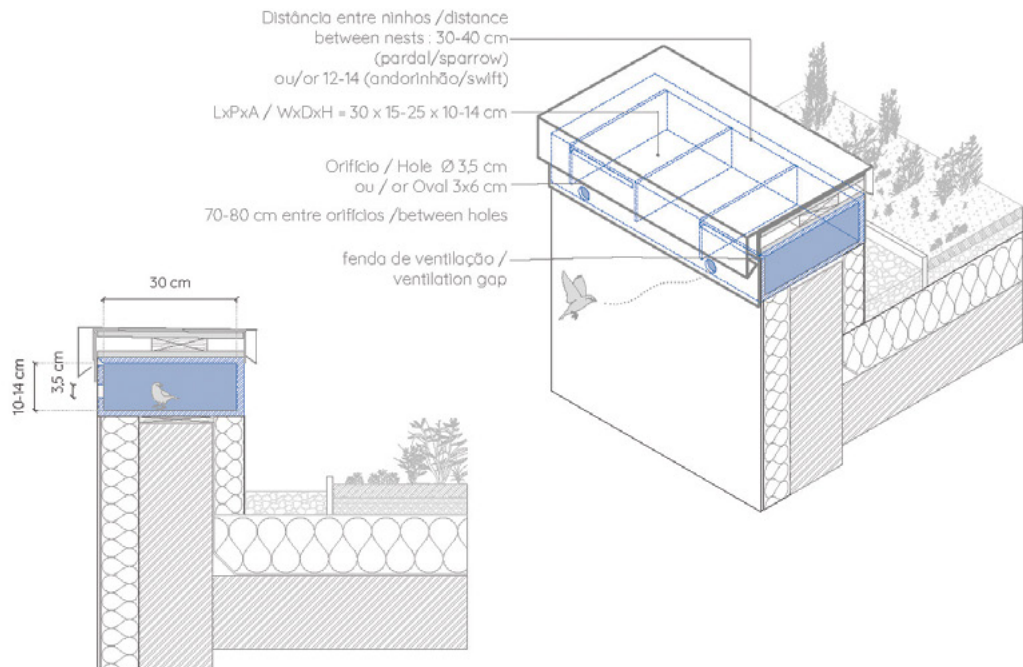 Distância entre ninhos /distance
between nests : 30-40 cm
(pardal/sparrow)
ou/or 12-14 (andorinhão/swift)
LxPxA / WxDxH = 30 x 15-25 x 10-14 cm
Orifício / Hole Ø 3,5 cm
ou / or Oval 3x6 cm
70-80 cm entre orifícios /between holes
fenda de ventilação /
ventilation gap
30 cm
10-14 cm
3,5 cm